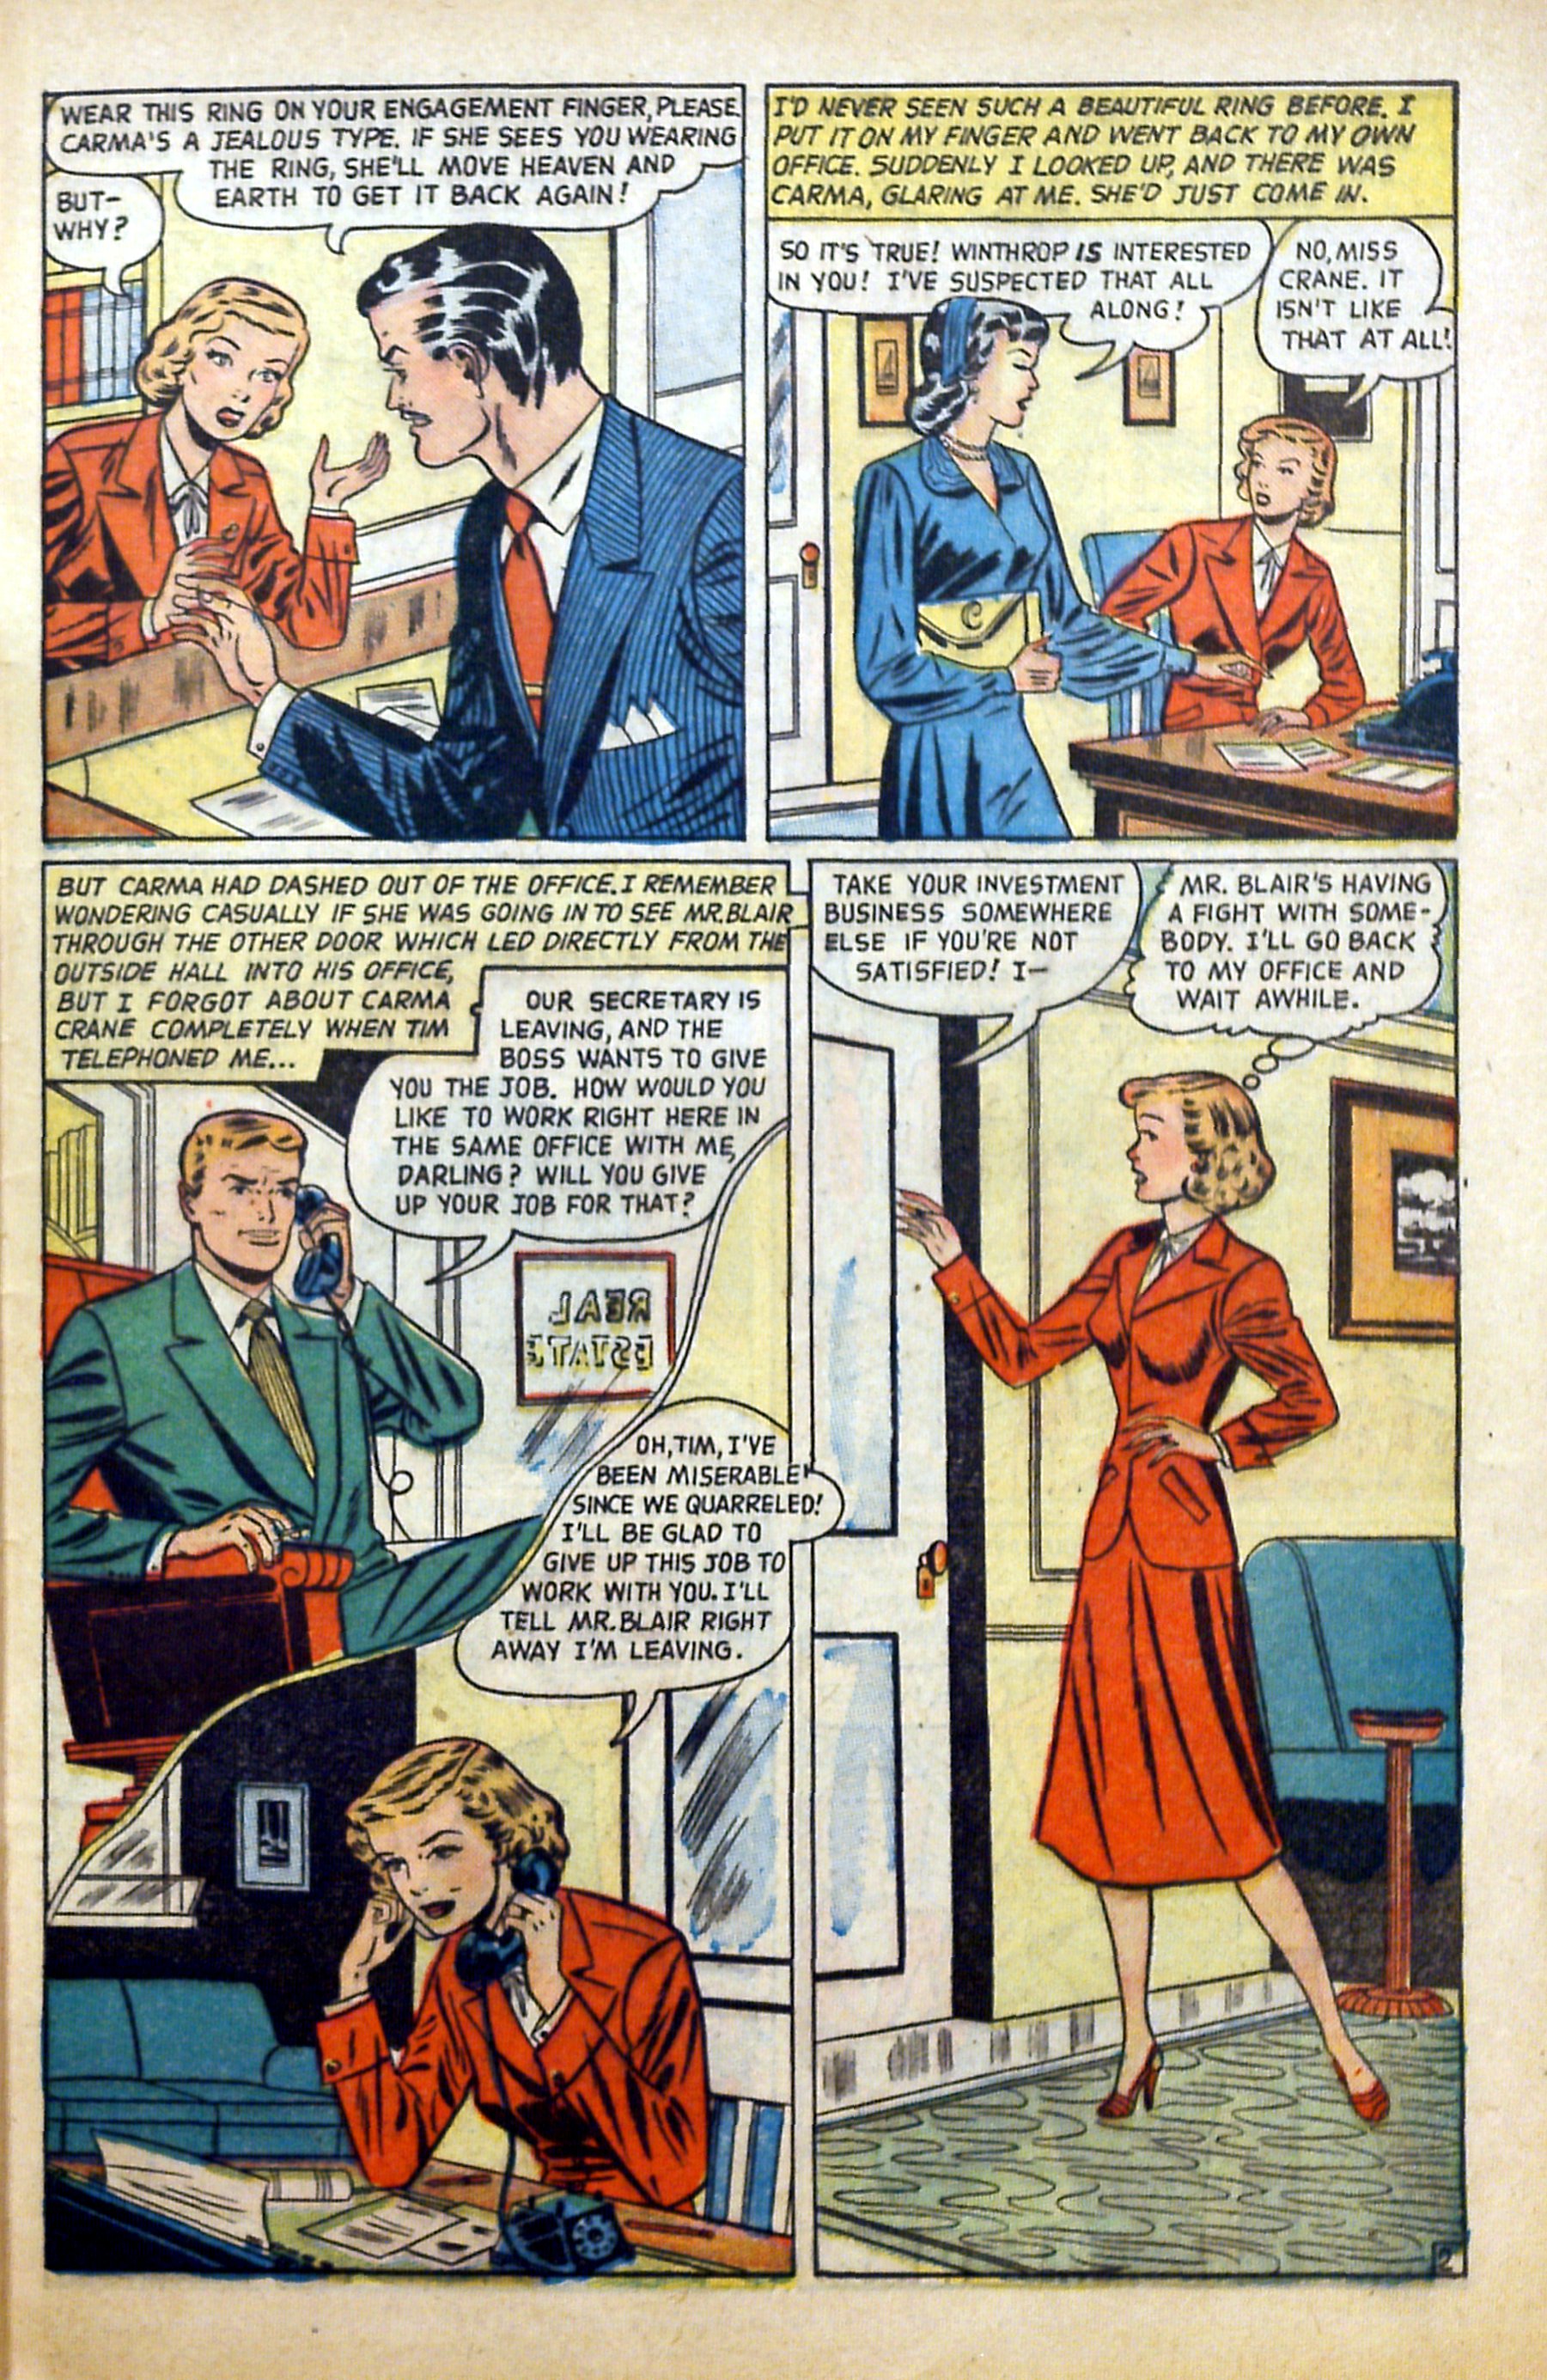 WEAR THIS RING ON YOUR ENGAGEMENT FINGER, PLEASE.
CARMA'S A JEALOUS TYPE. IF SHE SEES YOU WEARING
THE RING, SHE'LL MOVE HEAVEN AND
EARTH TO GET IT BACK AGAIN!
BUT-
WHY?
I'D NEVER SEEN SUCH A BEAUTIFUL RING BEFORE. I
PUT IT ON MY FINGER AND WENT BACK TO MY OWN
OFFICE. SUDDENLY I LOOKED UP, AND THERE WAS
CARMA, GLARING AT ME. SHE'D JUST COME IN.
SO IT'S TRUE! WINTHROP IS INTERESTED
IN YOU! I'VE SUSPECTED THAT ALL
ALONG!
NO, MISS
CRANE. IT
ISN'T LIKE
THAT AT ALL!
C
BUT CARMA HAD DASHED OUT OF THE OFFICE. I REMEMBER
WONDERING CASUALLY IF SHE WAS GOING IN TO SEE MR. BLAIR
THROUGH THE OTHER DOOR WHICH LED DIRECTLY FROM THE
OUTSIDE HALL INTO HIS OFFICE,
BUT I FORGOT ABOUT CARMA
CRANE COMPLETELY WHEN TIM
TELEPHONED ME...
OUR SECRETARY IS
LEAVING, AND THE
BOSS WANTS TO GIVE
YOU THE JOB. HOW WOULD YOU
LIKE TO WORK RIGHT HERE IN
THE SAME OFFICE WITH ME,
DARLING? WILL YOU GIVE
UP YOUR JOB FOR THAT?
REAL
ESTATE
OH, TIM, I'VE
BEEN MISERABLE
SINCE WE QUARRELED!
I'LL BE GLAD TO
GIVE UP THIS JOB TO
WORK WITH YOU. I'LL
TELL MR. BLAIR RIGHT
AWAY I'M LEAVING.
TAKE YOUR INVESTMENT
BUSINESS SOMEWHERE
ELSE IF YOU'RE NOT
SATISFIED! I-
MR. BLAIR'S HAVING
A FIGHT WITH SOME-
BODY. I'LL GO BACK
TO MY OFFICE AND
WAIT AWHILE.
2